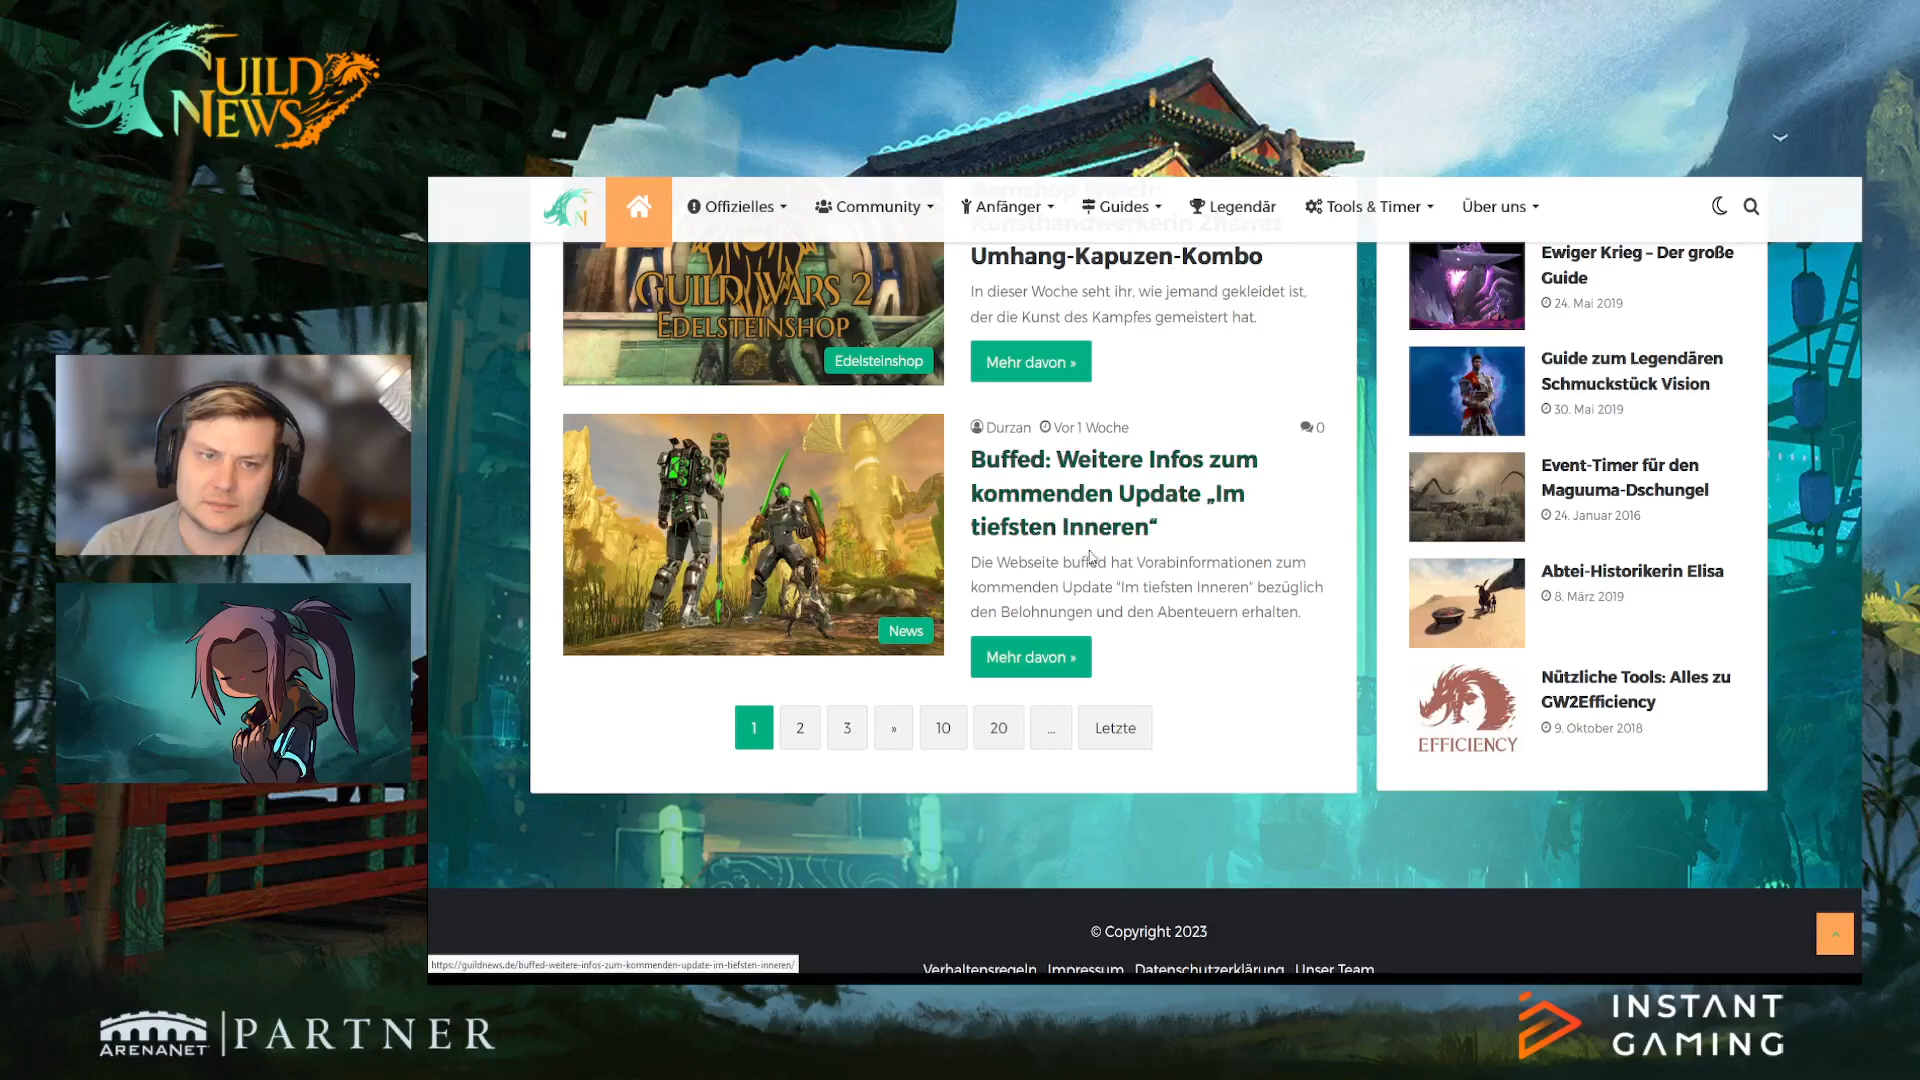 GUILD
NEWS
Offizielles
Community
Anfänger
Guides
Legendär
Tools & Timer
Über uns
Kunsthandwerkerin Zharras
Umhang-Kapuzen-Kombo
In dieser Woche seht ihr, wie jemand gekleidet ist,
der die Kunst des Kampfes gemeistert hat.
Mehr davon »
GUILD WARS 2
EDELSTEINSHOP
Edelsteinshop
Durzan Vor 1 Woche 0
Buffed: Weitere Infos zum
kommenden Update „Im
tiefsten Inneren“
Die Webseite buffed hat Vorabinformationen zum
kommenden Update "Im tiefsten Inneren" bezüglich
den Belohnungen und den Abenteuern erhalten.
Mehr davon »
News
1 2 3 » 10 20 ... Letzte
Ewiger Krieg – Der große
Guide
24. Mai 2019
Guide zum Legendären
Schmuckstück Vision
30. Mai 2019
Event-Timer für den
Maguuma-Dschungel
24. Januar 2016
Abtei-Historikerin Elisa
8. März 2019
Nützliche Tools: Alles zu
GW2Efficiency
9. Oktober 2018
EFFICIENCY
© Copyright 2023
Verhaltensregeln Impressum Datenschutzerklärung Unser Team
https://guildnews.de/buffed-weitere-infos-zum-kommenden-update-im-tiefsten-inneren/
ARENANET PARTNER
INSTANT
GAMING